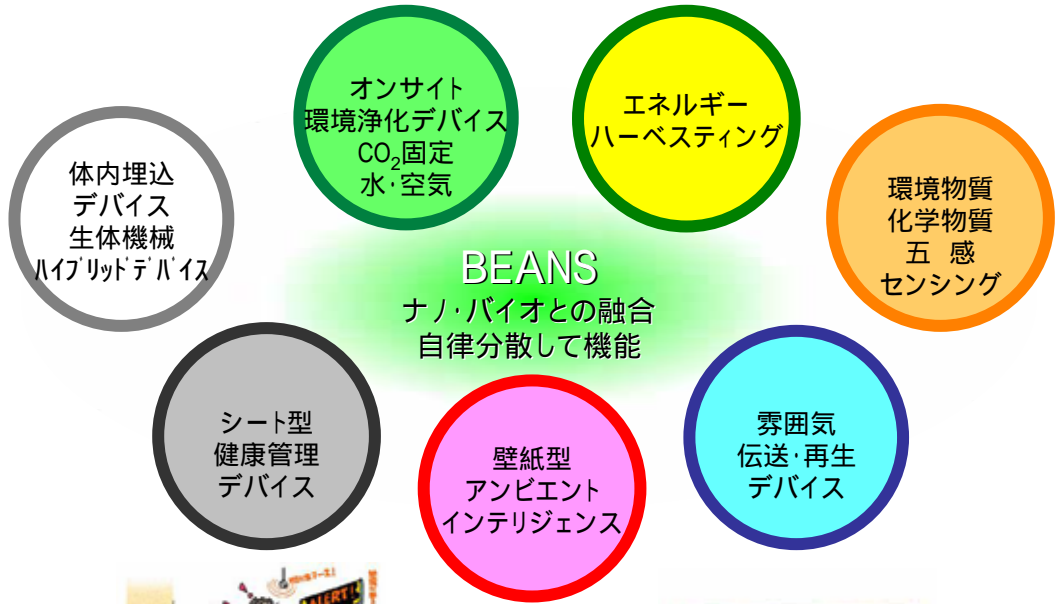 オンサイト
環境浄化デバイス
CO₂固定
水・空気
エネルギー
ハーベスティング
体内埋込
デバイス
生体機械
ﾊｲﾌﾞﾘｯﾄﾞﾃﾞﾊﾞｲｽ
環境物質
化学物質
五 感
センシング
BEANS
ナノ・バイオとの融合
自律分散して機能
シート型
健康管理
デバイス
壁紙型
アンビエント
インテリジェンス
雰囲気
伝送・再生
デバイス
ALERT!